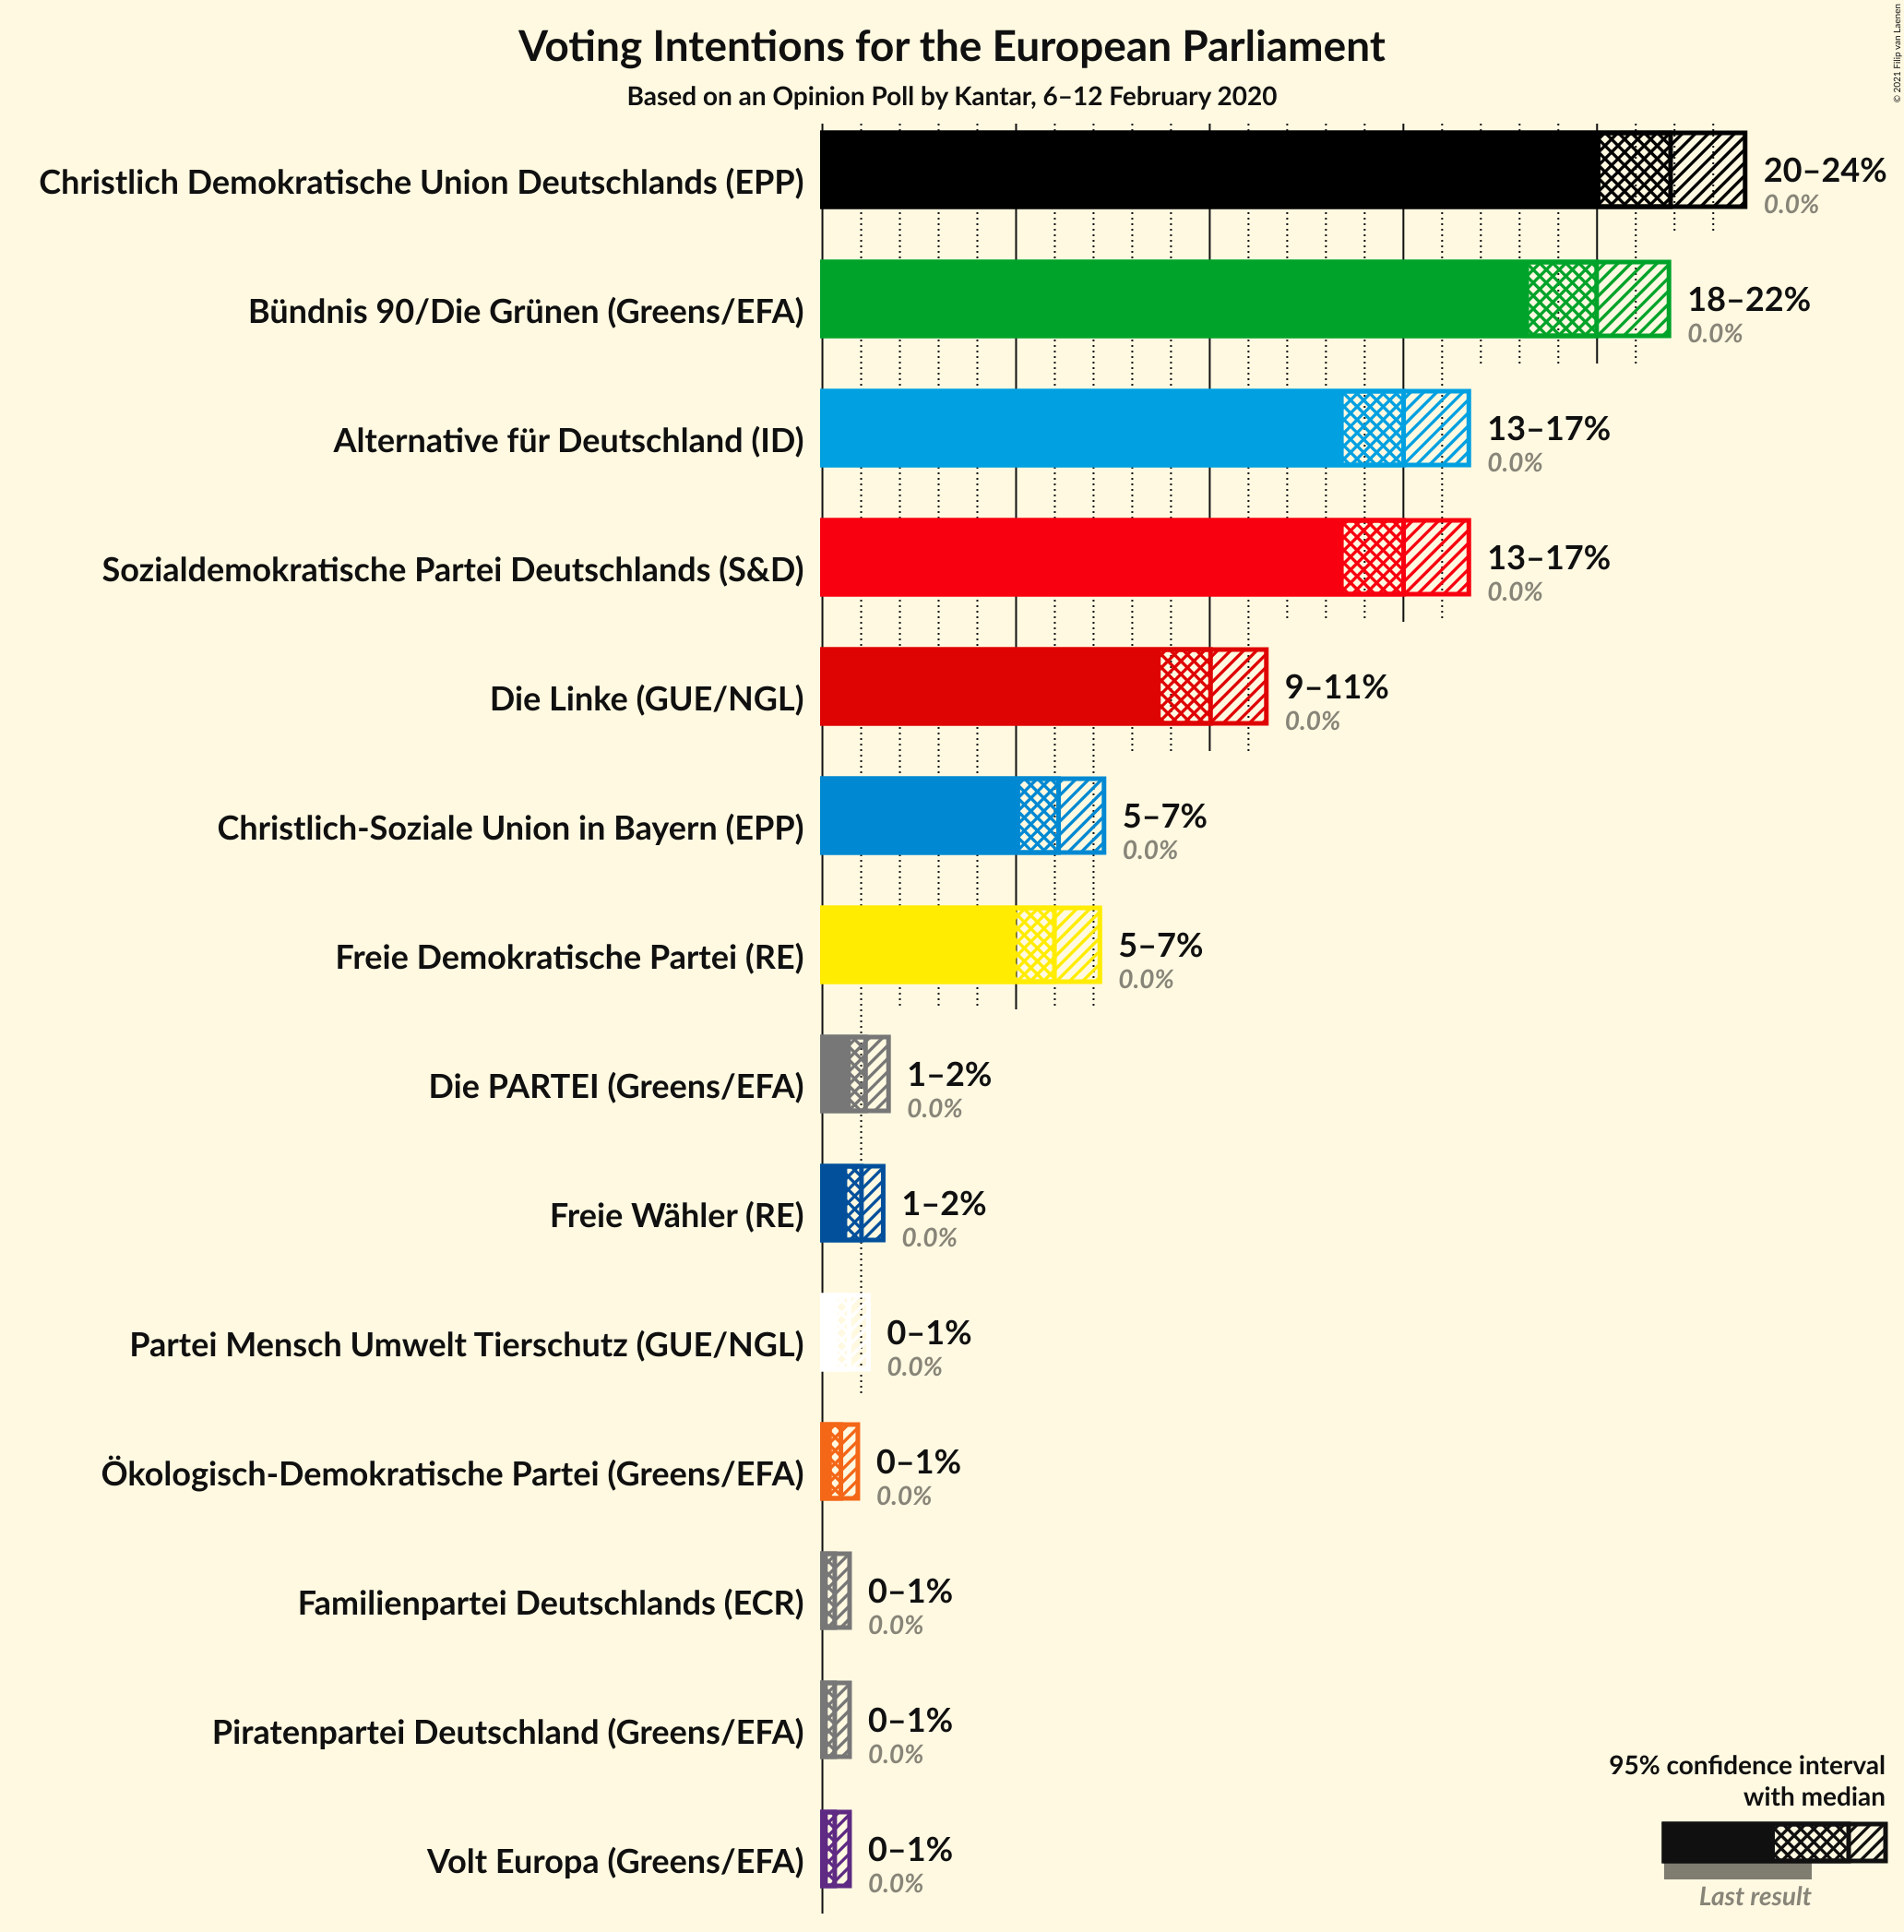 Voting Intentions for the European Parliament
Based on an Opinion Poll by Kantar, 6–12 February 2020
© 2021 Filip van Laenen
Christlich Demokratische Union Deutschlands (EPP)
20–24%
0.0%
Bündnis 90/Die Grünen (Greens/EFA)
18–22%
0.0%
Alternative für Deutschland (ID)
13–17%
0.0%
Sozialdemokratische Partei Deutschlands (S&D)
13–17%
0.0%
Die Linke (GUE/NGL)
9–11%
0.0%
Christlich-Soziale Union in Bayern (EPP)
5–7%
0.0%
Freie Demokratische Partei (RE)
5–7%
0.0%
Die PARTEI (Greens/EFA)
1–2%
0.0%
Freie Wähler (RE)
1–2%
0.0%
Partei Mensch Umwelt Tierschutz (GUE/NGL)
0–1%
0.0%
Ökologisch-Demokratische Partei (Greens/EFA)
0–1%
0.0%
Familienpartei Deutschlands (ECR)
0–1%
0.0%
Piratenpartei Deutschland (Greens/EFA)
0–1%
0.0%
Volt Europa (Greens/EFA)
0–1%
0.0%
95% confidence interval
with median
Last result